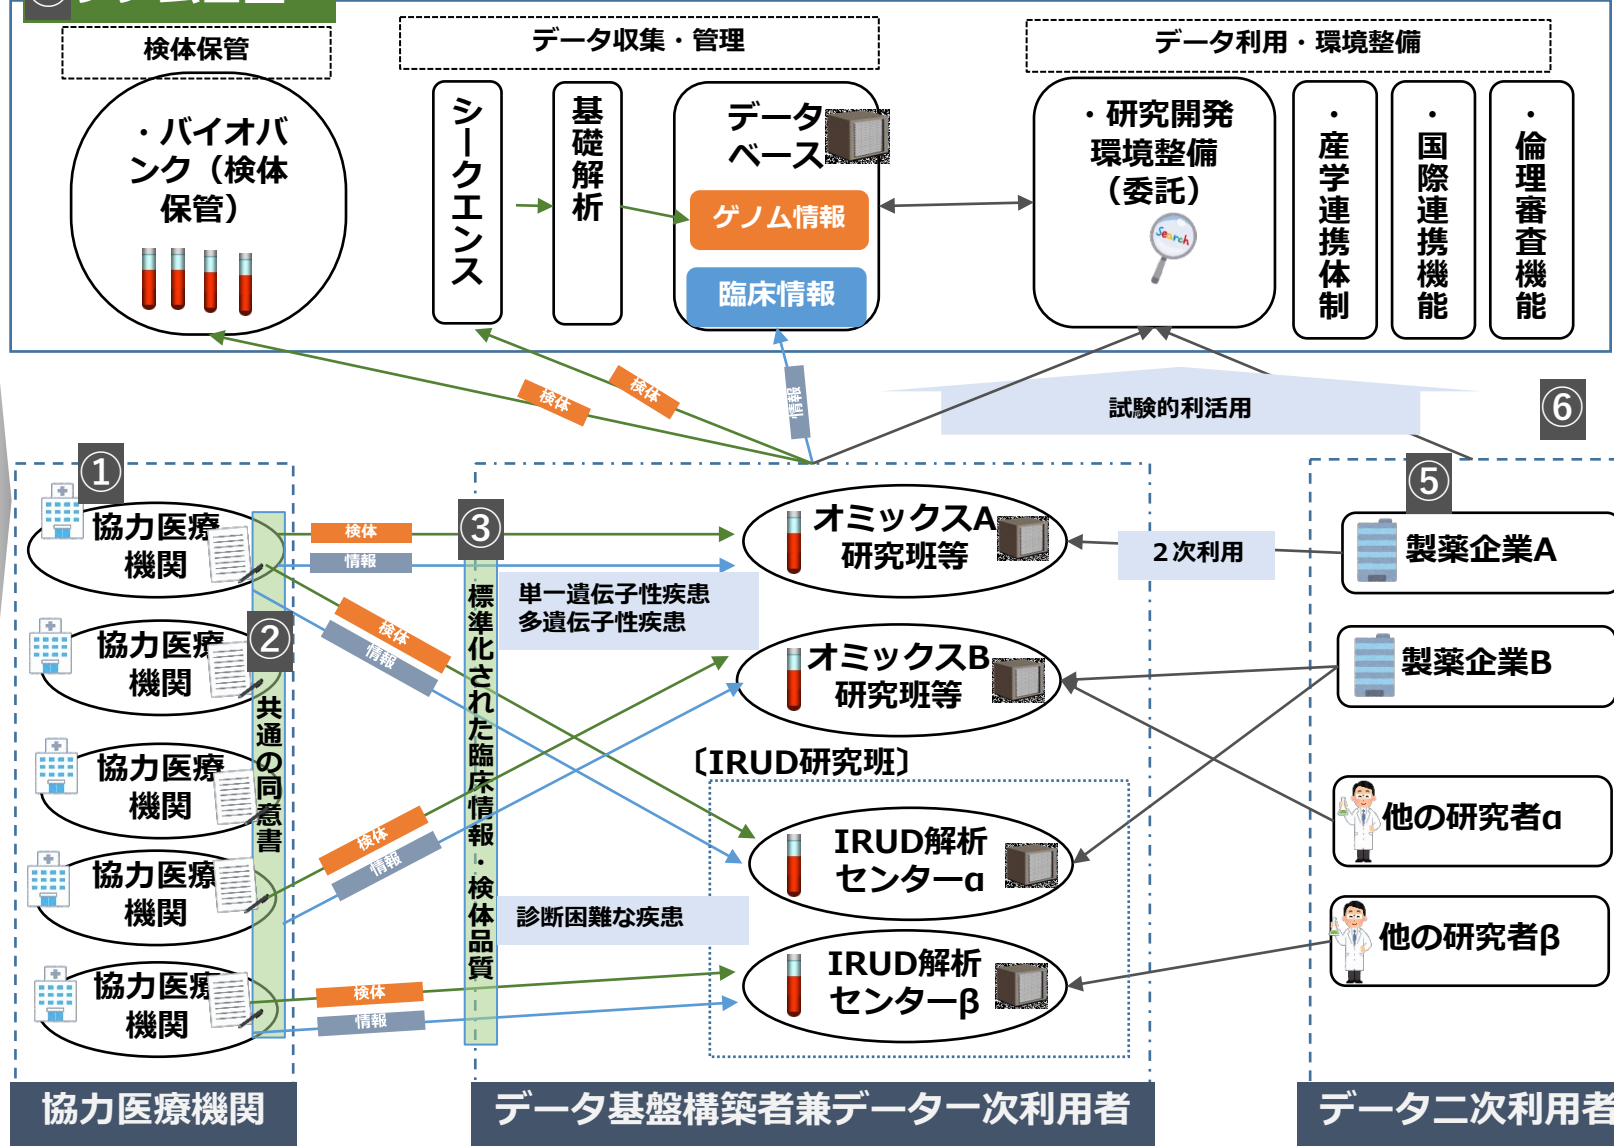 検体保管
データ収集・管理
データ利用・環境整備
・バイオバ
ンク（検体
保管）
シークエンス
基礎解析
データ
ベース
ゲノム情報
臨床情報
・研究開発
環境整備
（委託）
Search
・産学連携体制
・国際連携機能
・倫理審査機能
検体
検体
情報
試験的利活用
⑥
①
協力医療
機関
②
協力医療
機関
協力医療
機関
協力医療
機関
協力医療
機関
共通の同意書
検体
情報
検体
情報
検体
情報
検体
情報
③
標準化された臨床情報・検体品質
単一遺伝子性疾患
多遺伝子性疾患
診断困難な疾患
オミックスA
研究班等
オミックスB
研究班等
〔IRUD研究班〕
IRUD解析
センターα
IRUD解析
センターβ
２次利用
⑤
製薬企業A
製薬企業B
他の研究者α
他の研究者β
協力医療機関
データ基盤構築者兼データ一次利用者
データ二次利用者